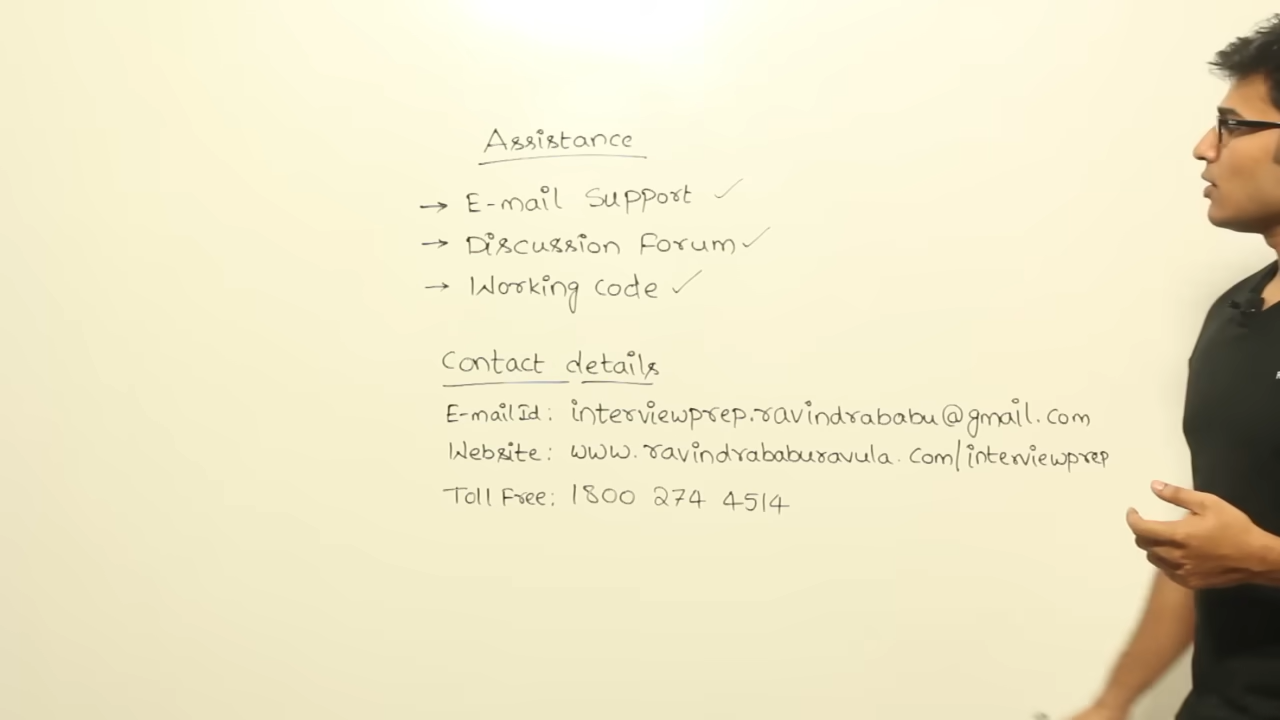 Assistance
→ E-mail Support ✓
→ Discussion Forum ✓
→ Working code ✓
Contact details
E-mail Id: interviewprep.ravindrababu@gmail.com
Website: www.ravindrababuravula.com/interviewprep
Toll Free: 1800 274 4514